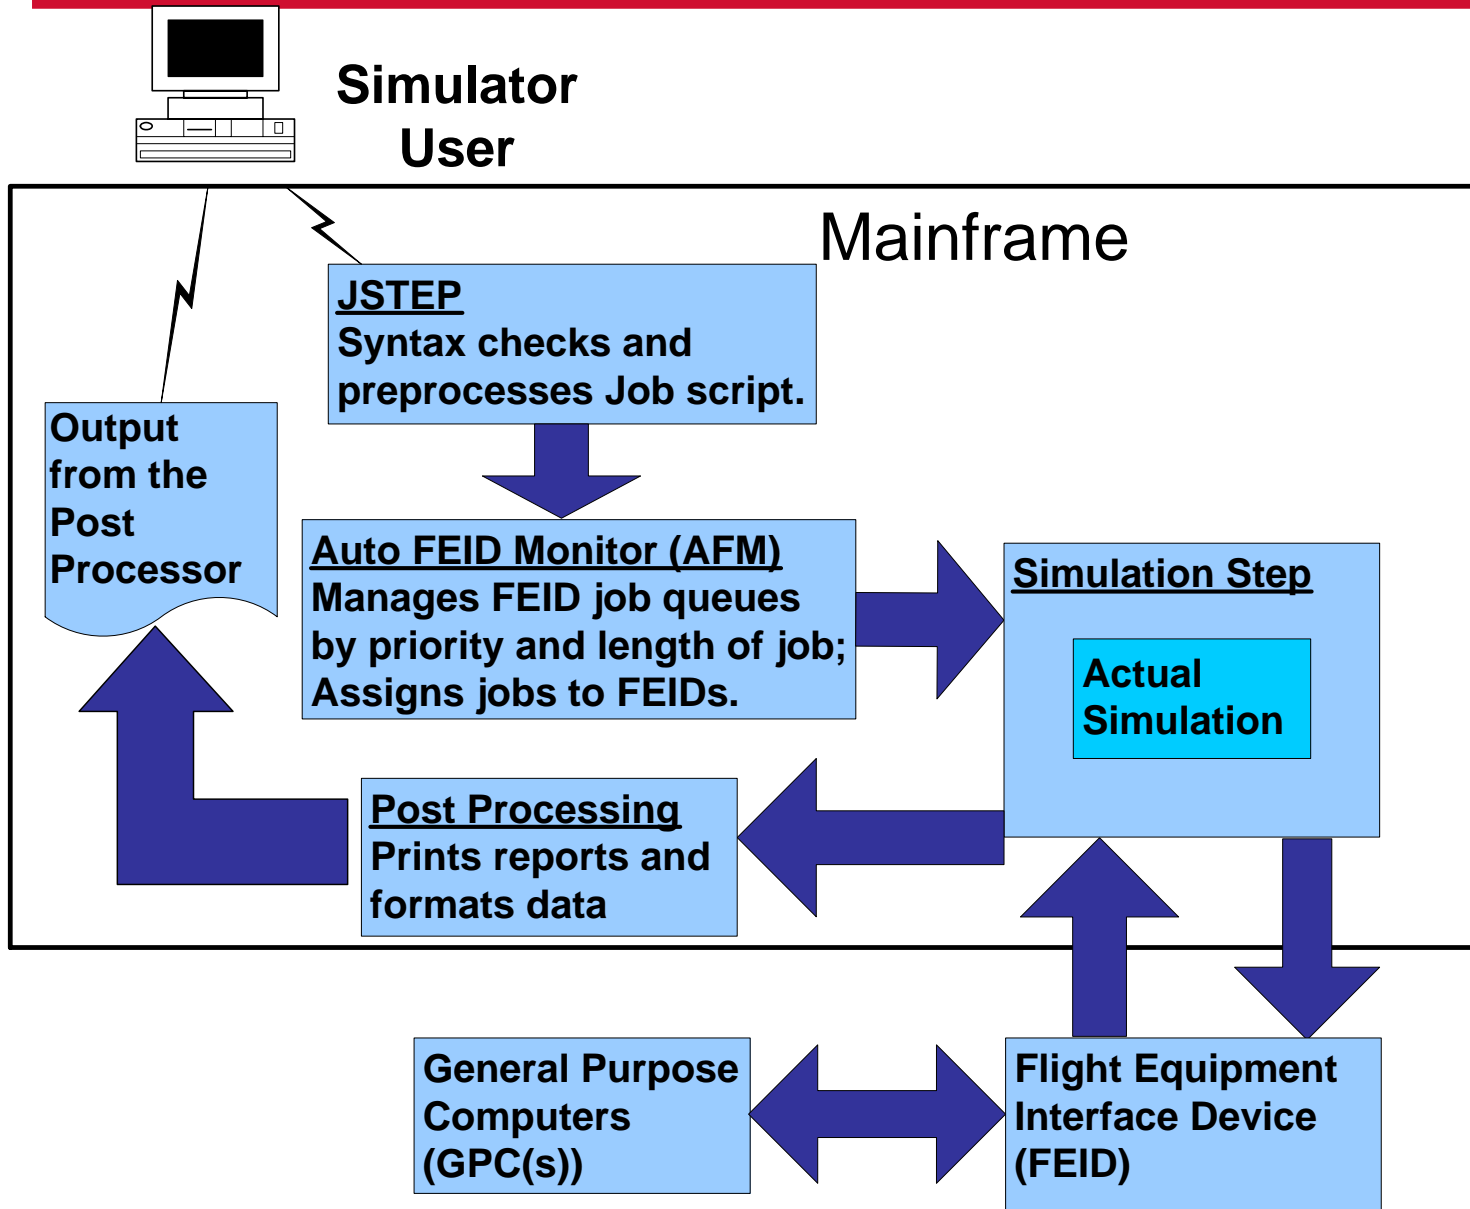 Simulator
User
Mainframe
JSTEP
Syntax checks and
preprocesses Job script.
Output
from the
Post
Processor
Auto FEID Monitor (AFM)
Manages FEID job queues
by priority and length of job;
Assigns jobs to FEIDs.
Simulation Step
Actual
Simulation
Post Processing
Prints reports and
formats data
General Purpose
Computers
(GPC(s))
Flight Equipment
Interface Device
(FEID)